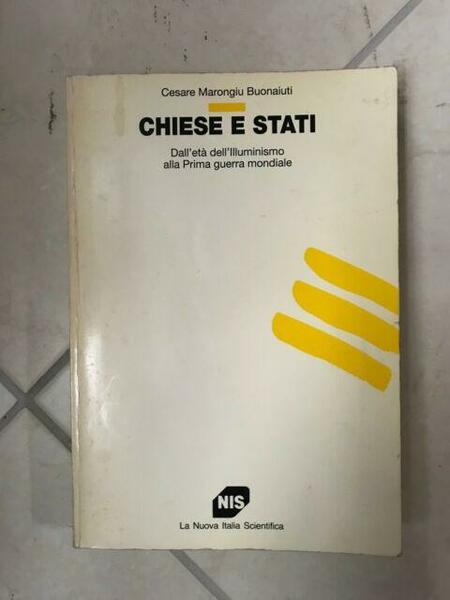 Cesare Marongiu Buonaiuti
CHIESE E STATI
Dall'età dell'Illuminismo
alla Prima guerra mondiale
NIS
La Nuova Italia Scientifica